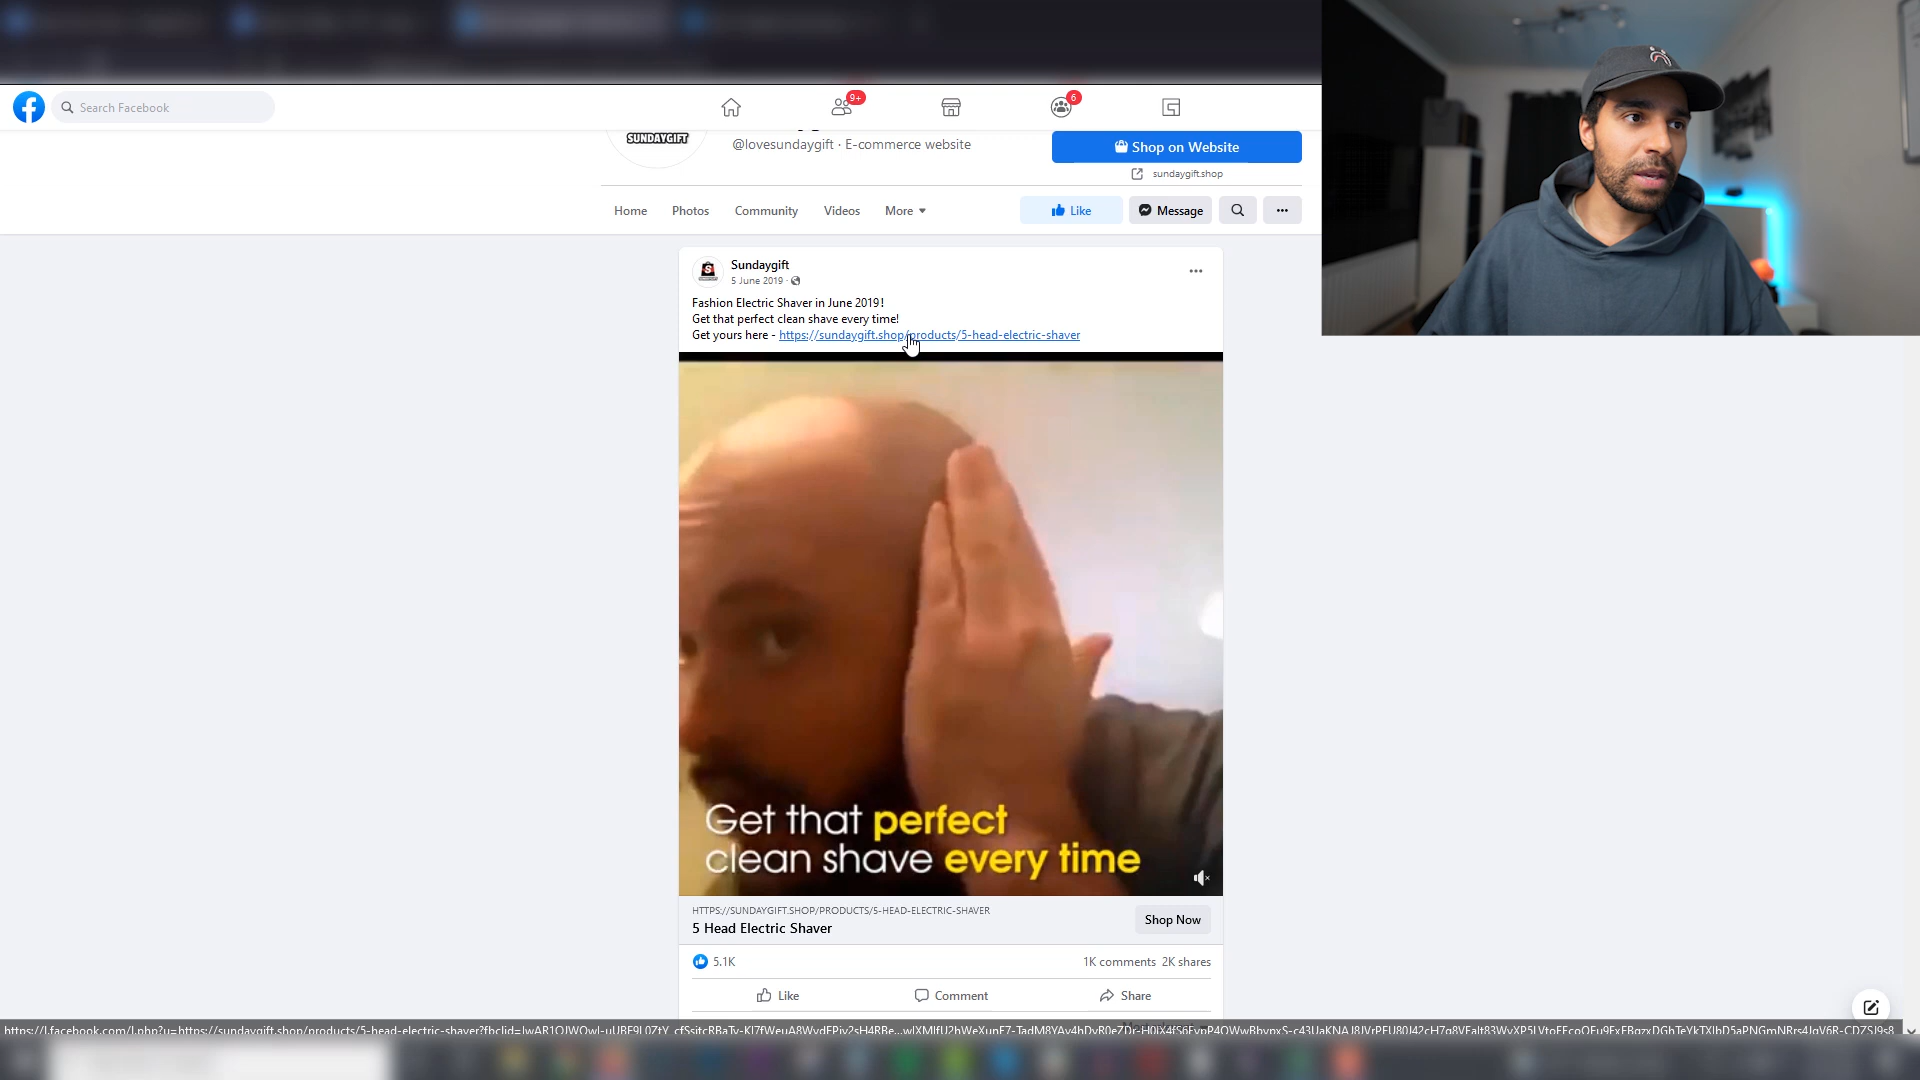 Search Facebook
9+
6
SUNDAYGIFT
@lovesundaygift · E-commerce website
Shop on Website
sundaygift.shop
Home
Photos
Community
Videos
More
Like
Message
Sundaygift
5 June 2019
Fashion Electric Shaver in June 2019!
Get that perfect clean shave every time!
Get yours here - https://sundaygift.shop/products/5-head-electric-shaver
Get that perfect
clean shave every time
HTTPS://SUNDAYGIFT.SHOP/PRODUCTS/5-HEAD-ELECTRIC-SHAVER
5 Head Electric Shaver
Shop Now
5.1K
1K comments 2K shares
Like
Comment
Share